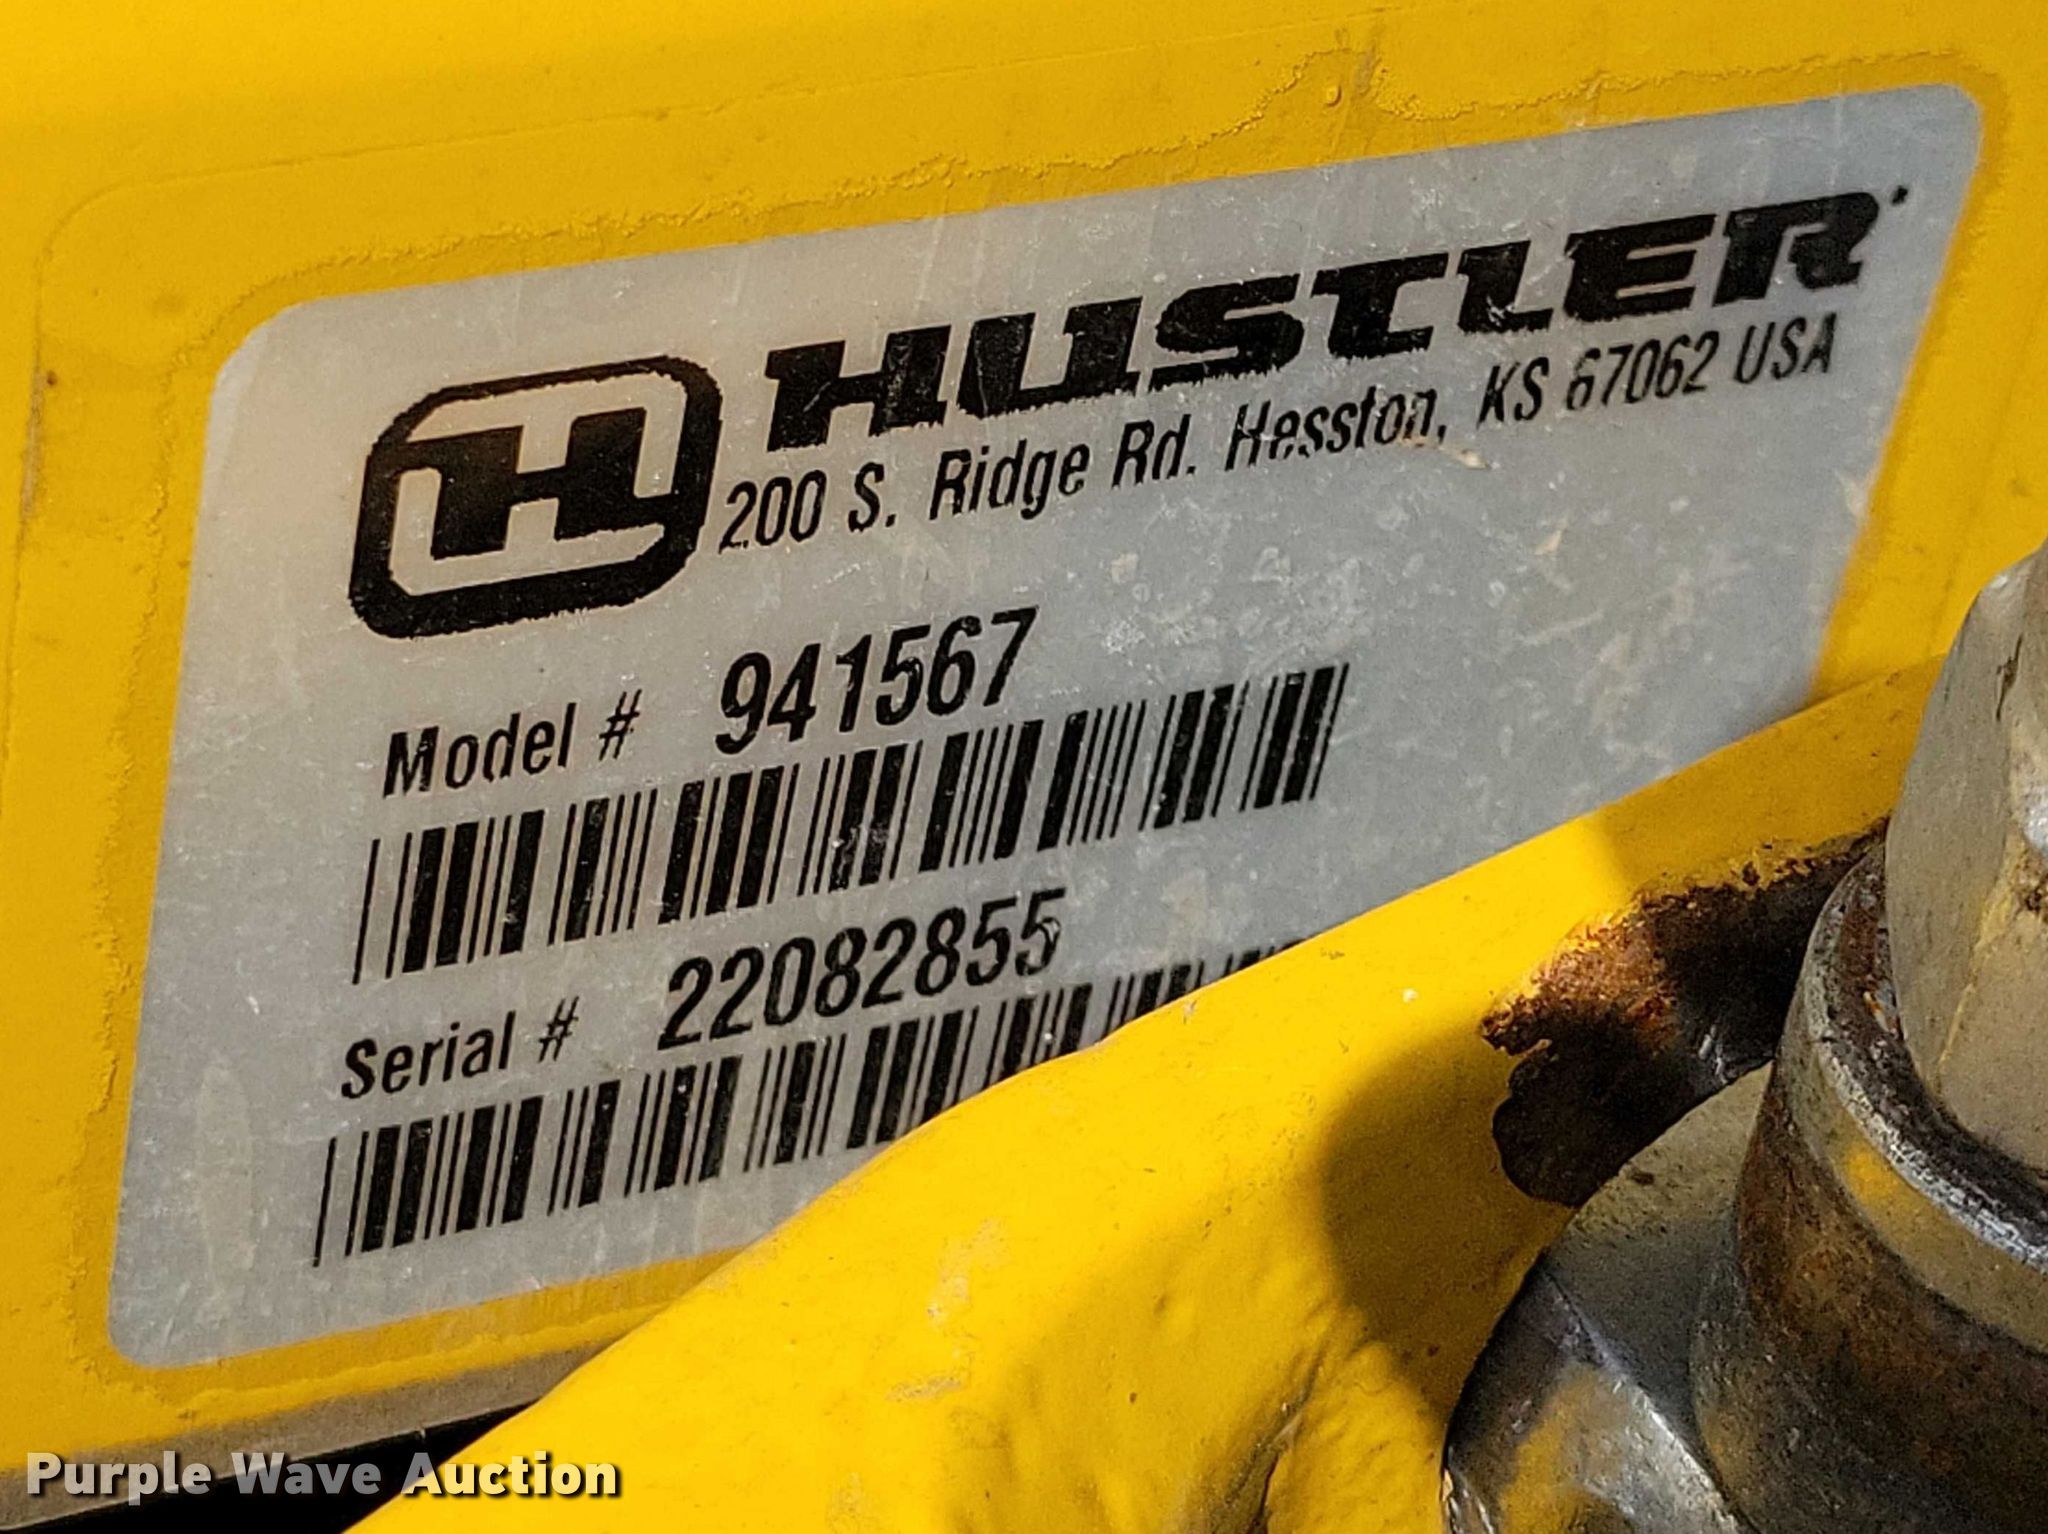 HUSTLER
200 S. Ridge Rd. Hesston, KS 67062 USA
Model # 941567
Serial # 22082855
Purple Wave Auction